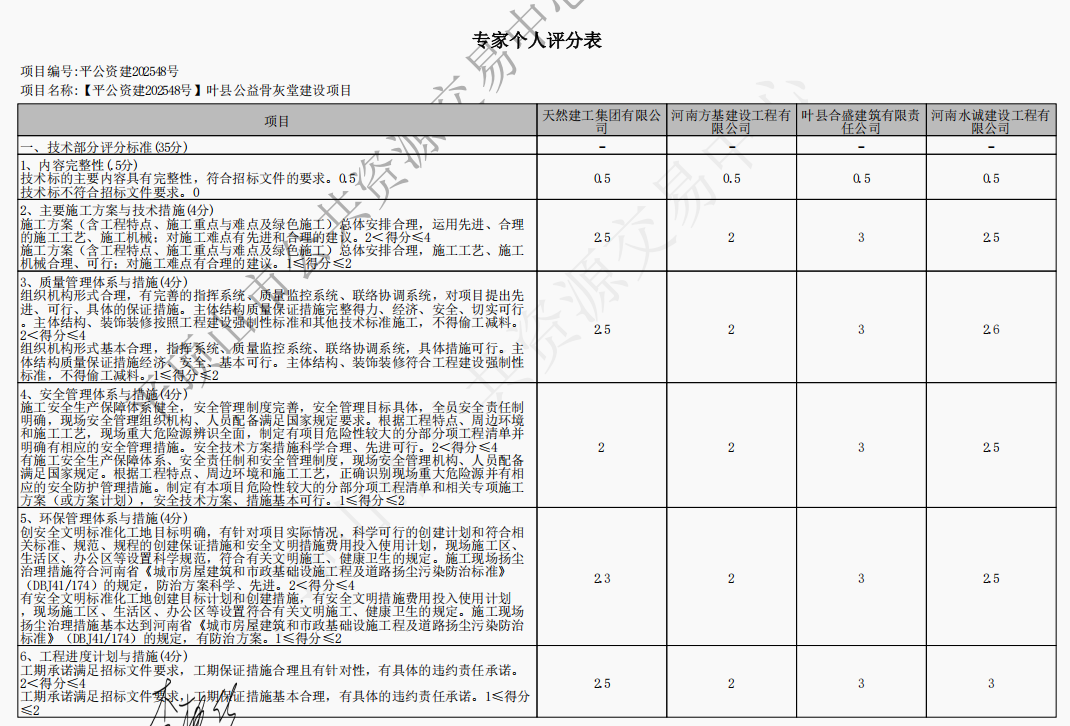 专家个人评分表
项目编号:平公资建202548号
项目名称:【平公资建202548号】叶县公益骨灰堂建设项目
项目 天然建工集团有限公司 河南方基建设工程有限公司 叶县合盛建筑有限责任公司 河南水诚建设工程有限公司
一、技术部分评分标准(35分) - - - -
1、内容完整性(.5分)
技术标的主要内容具有完整性，符合招标文件的要求。0.5
技术标不符合招标文件要求。0
0.5 0.5 0.5 0.5
2、主要施工方案与技术措施(4分)
施工方案（含工程特点、施工重点与难点及绿色施工）总体安排合理，运用先进、合理
的施工工艺、施工机械；对施工难点有先进和合理的建议。2<得分≤4
施工方案（含工程特点、施工重点与难点及绿色施工）总体安排合理，施工工艺、施工
机械合理、可行；对施工难点有合理的建议。1≤得分≤2
2.5 2 3 2.5
3、质量管理体系与措施(4分)
组织机构形式合理，有完善的指挥系统、质量监控系统、联络协调系统，对项目提出先
进、可行、具体的保证措施。主体结构质量保证措施完整得力、经济、安全、切实可行
。主体结构、装饰装修按照工程建设强制性标准和其他技术标准施工，不得偷工减料。
2<得分≤4
组织机构形式基本合理，指挥系统、质量监控系统、联络协调系统，具体措施可行。主
体结构质量保证措施经济、安全、基本可行。主体结构、装饰装修符合工程建设强制性
标准，不得偷工减料。1≤得分≤2
2.5 2 3 2.6
4、安全管理体系与措施(4分)
施工安全生产保障体系健全，安全管理制度完善，安全管理目标具体，全员安全责任制
明确，现场安全管理组织机构、人员配备满足国家规定要求。根据工程特点、周边环境
和施工工艺，现场重大危险源辨识全面，制定有项目危险性较大的分部分项工程清单并
明确有相应的安全管理措施。安全技术方案措施科学合理、先进可行。2<得分≤4
有施工安全生产保障体系、安全责任制和安全管理制度，现场安全管理机构、人员配备
满足国家规定。根据工程特点、周边环境和施工工艺，正确识别现场重大危险源并有相
应的安全防护管理措施。制定有本项目危险性较大的分部分项工程清单和相关专项施工
方案（或方案计划），安全技术方案、措施基本可行。1≤得分≤2
2 2 3 2.5
5、环保管理体系与措施(4分)
创安全文明标准化工地目标明确，有针对项目实际情况，科学可行的创建计划和符合相
关标准、规范、规程的创建保证措施和安全文明措施费用投入使用计划，现场施工区、
生活区、办公区等设置科学规范，符合有关文明施工、健康卫生的规定。施工现场扬尘
治理措施符合河南省《城市房屋建筑和市政基础设施工程及道路扬尘污染防治标准》
（DBJ41/174）的规定，防治方案科学、先进。2<得分≤4
有安全文明标准化工地创建目标计划和创建措施，有安全文明措施费用投入使用计划
，现场施工区、生活区、办公区等设置符合有关文明施工、健康卫生的规定。施工现场
扬尘治理措施基本达到河南省《城市房屋建筑和市政基础设施工程及道路扬尘污染防治
标准》（DBJ41/174）的规定，有防治方案。1≤得分≤2
2.3 2 3 2.5
6、工程进度计划与措施(4分)
工期承诺满足招标文件要求，工期保证措施合理且有针对性，有具体的违约责任承诺。
2<得分≤4
工期承诺满足招标文件要求，工期保证措施基本合理，有具体的违约责任承诺。1≤得分
≤2
2.5 2 3 3
平顶山市公共资源交易中心
共资源交易中心